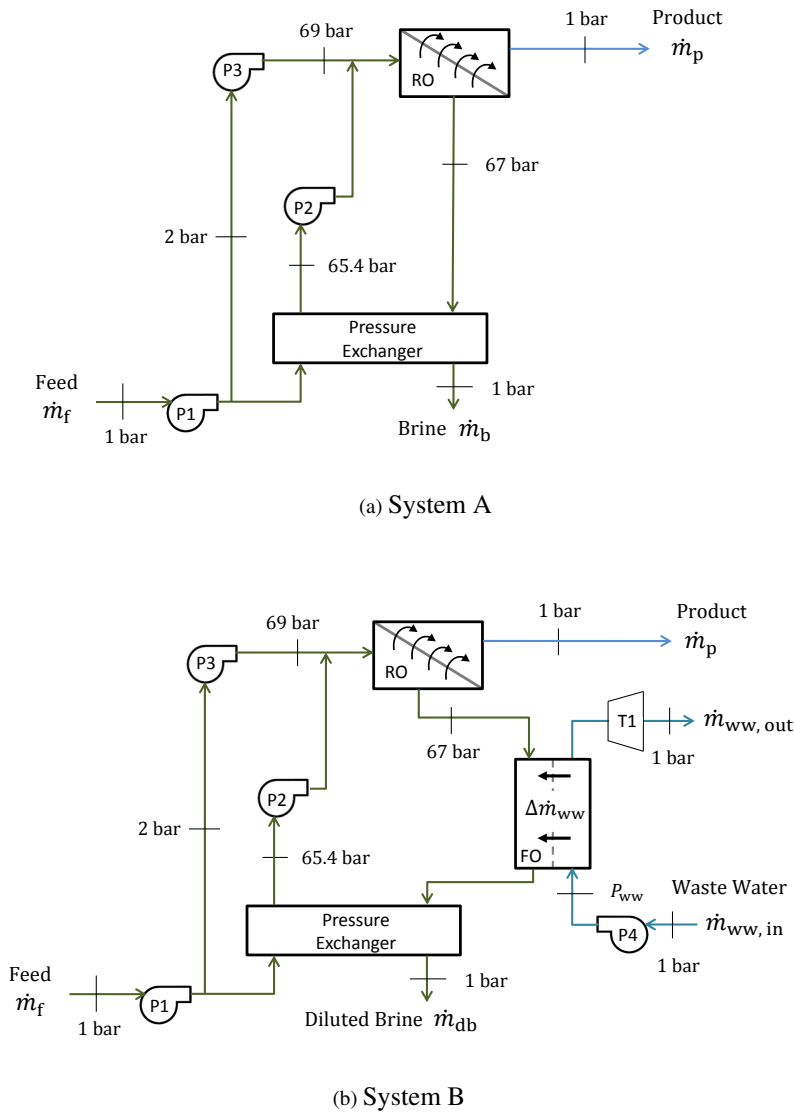 1 bar
Product
ṁp
69 bar
P3
RO
67 bar
P2
2 bar
65.4 bar
Pressure
Exchanger
Feed
ṁf
1 bar
P1
1 bar
Brine ṁb
(a) System A
69 bar
1 bar
Product
ṁp
P3
RO
T1
ṁww, out
67 bar
1 bar
P2
Δṁww
2 bar
65.4 bar
FO
Pww
Waste Water
ṁww, in
P4
1 bar
Pressure
Exchanger
Feed
ṁf
1 bar
P1
1 bar
Diluted Brine ṁdb
(b) System B